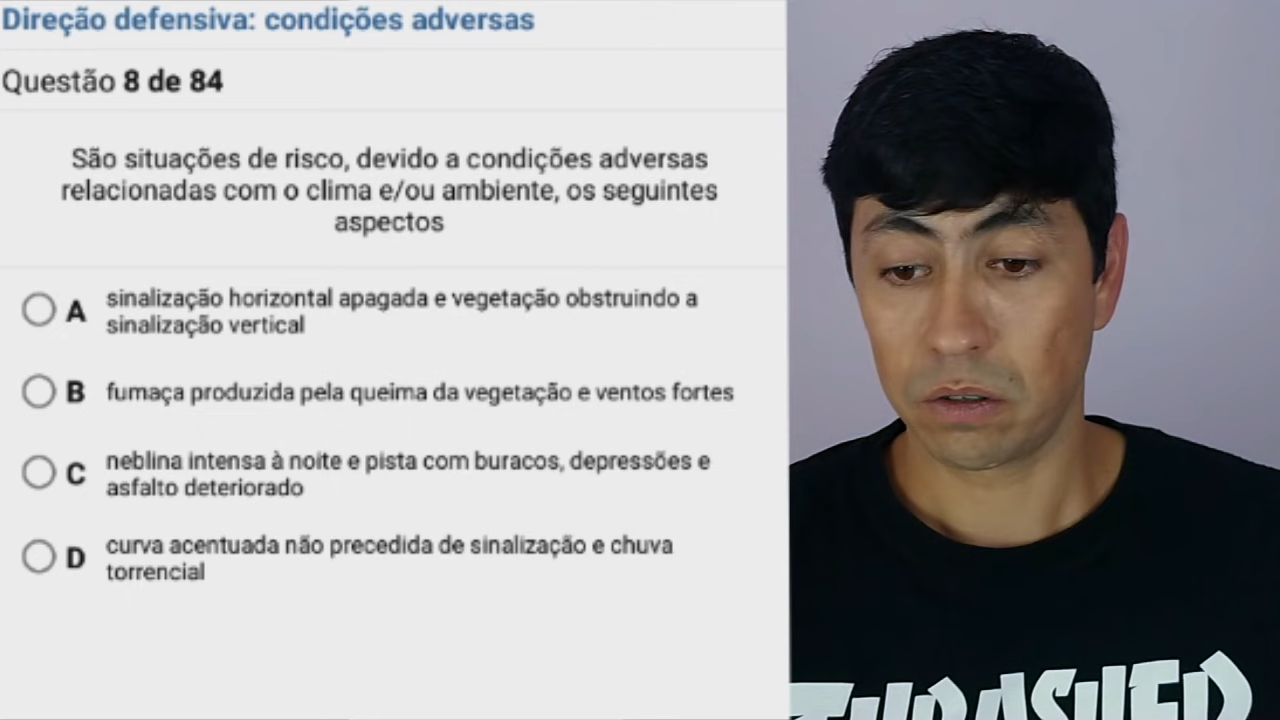 Direção defensiva: condições adversas
Questão 8 de 84
São situações de risco, devido a condições adversas
relacionadas com o clima e/ou ambiente, os seguintes
aspectos
A sinalização horizontal apagada e vegetação obstruindo a
sinalização vertical
B fumaça produzida pela queima da vegetação e ventos fortes
C neblina intensa à noite e pista com buracos, depressões e
asfalto deteriorado
D curva acentuada não precedida de sinalização e chuva
torrencial
THRASHER